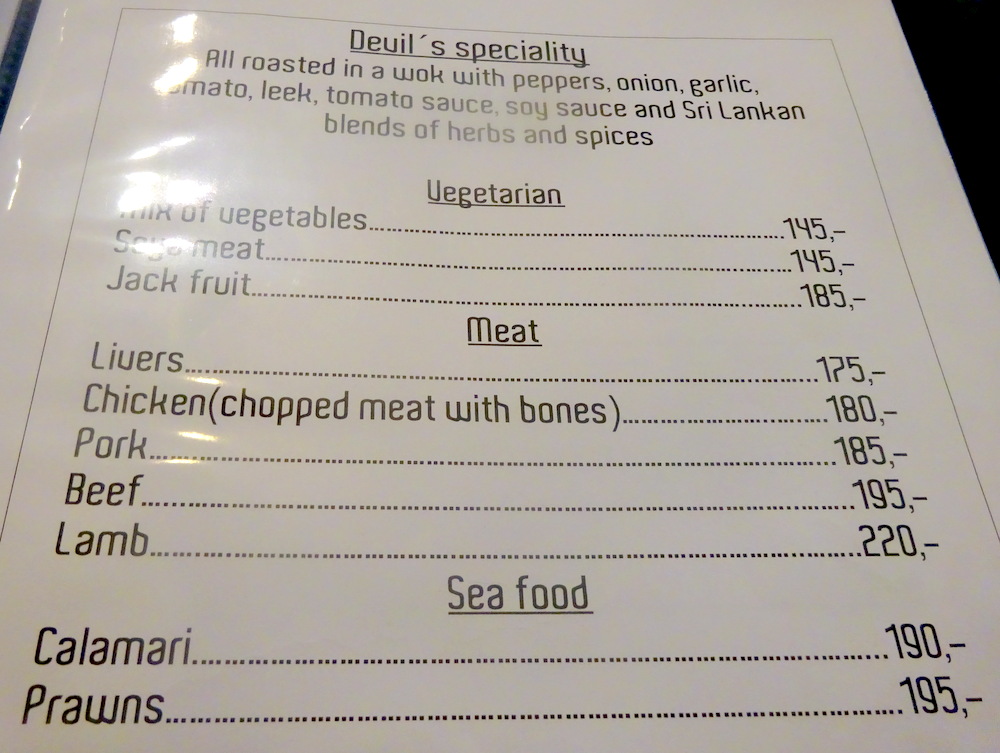 Devil´s speciality
All roasted in a wok with peppers, onion, garlic,
tomato, leek, tomato sauce, soy sauce and Sri Lankan
blends of herbs and spices
Vegetarian
Mix of vegetables..........145,-
Soya meat..........145,-
Jack fruit..........185,-
Meat
Livers..........175,-
Chicken(chopped meat with bones)..........180,-
Pork..........185,-
Beef..........195,-
Lamb..........220,-
Sea food
Calamari..........190,-
Prawns..........195,-